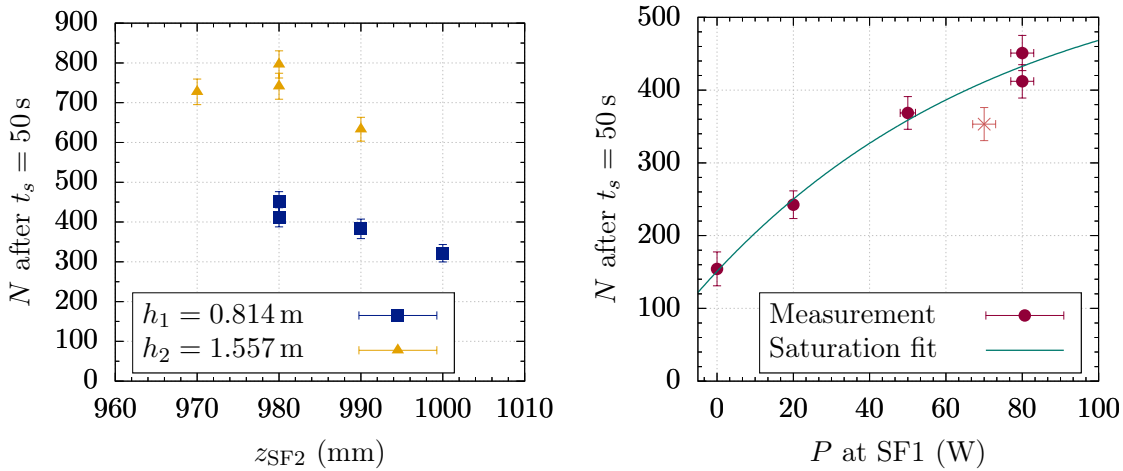 900
800
700
600
500
400
300
200
100
0
N after t_s = 50 s
h_1 = 0.814 m
h_2 = 1.557 m
960 970 980 990 1000 1010
z_SF2 (mm)
500
400
300
200
100
0
N after t_s = 50 s
Measurement
Saturation fit
0 20 40 60 80 100
P at SF1 (W)